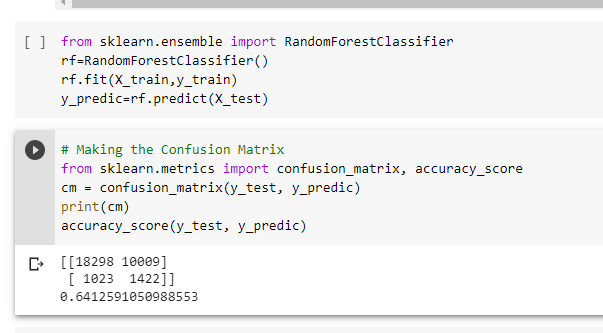 [ ] from sklearn.ensemble import RandomForestClassifier
rf=RandomForestClassifier()
rf.fit(X_train,y_train)
y_predic=rf.predict(X_test)
# Making the Confusion Matrix
from sklearn.metrics import confusion_matrix, accuracy_score
cm = confusion_matrix(y_test, y_predic)
print(cm)
accuracy_score(y_test, y_predic)
[[18298 10009]
 [ 1023  1422]]
0.6412591050988553